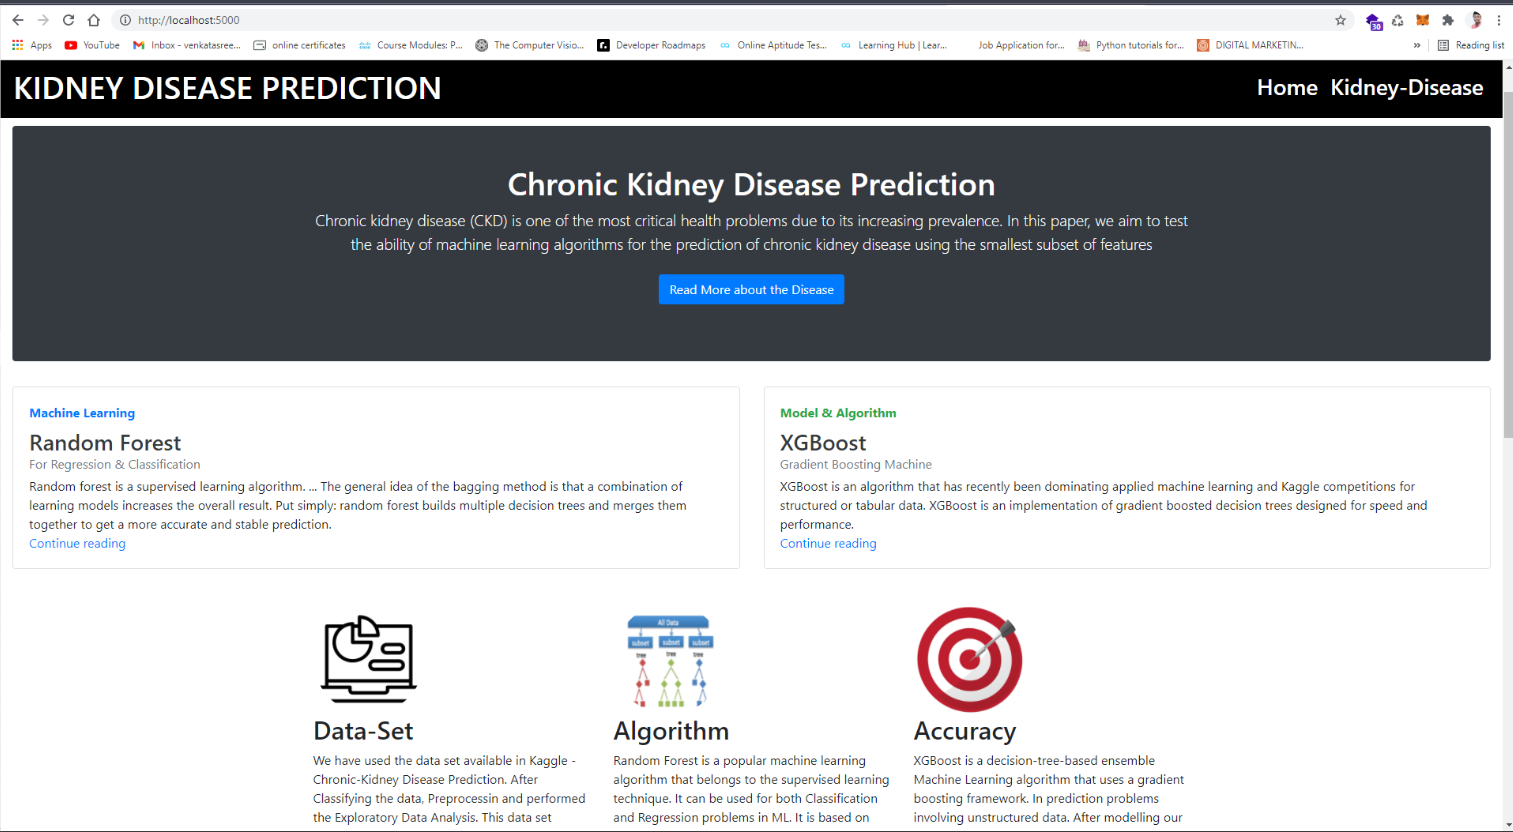 http://localhost:5000
36
Apps YouTube Inbox - venkatasree... online certificates Course Modules: P... The Computer Visio... Developer Roadmaps Online Aptitude Tes... Learning Hub | Lear... Job Application for... Python tutorials for... DIGITAL MARKETIN... » Reading list
KIDNEY DISEASE PREDICTION
Home Kidney-Disease
Chronic Kidney Disease Prediction
Chronic kidney disease (CKD) is one of the most critical health problems due to its increasing prevalence. In this paper, we aim to test
the ability of machine learning algorithms for the prediction of chronic kidney disease using the smallest subset of features
Read More about the Disease
Machine Learning
Random Forest
For Regression & Classification
Random forest is a supervised learning algorithm. ... The general idea of the bagging method is that a combination of
learning models increases the overall result. Put simply: random forest builds multiple decision trees and merges them
together to get a more accurate and stable prediction.
Continue reading
Model & Algorithm
XGBoost
Gradient Boosting Machine
XGBoost is an algorithm that has recently been dominating applied machine learning and Kaggle competitions for
structured or tabular data. XGBoost is an implementation of gradient boosted decision trees designed for speed and
performance.
Continue reading
Data-Set
We have used the data set available in Kaggle -
Chronic-Kidney Disease Prediction. After
Classifying the data, Preprocessin and performed
the Exploratory Data Analysis. This data set
All Data
subset subset subset
tree tree tree
Algorithm
Random Forest is a popular machine learning
algorithm that belongs to the supervised learning
technique. It can be used for both Classification
and Regression problems in ML. It is based on
Accuracy
XGBoost is a decision-tree-based ensemble
Machine Learning algorithm that uses a gradient
boosting framework. In prediction problems
involving unstructured data. After modelling our